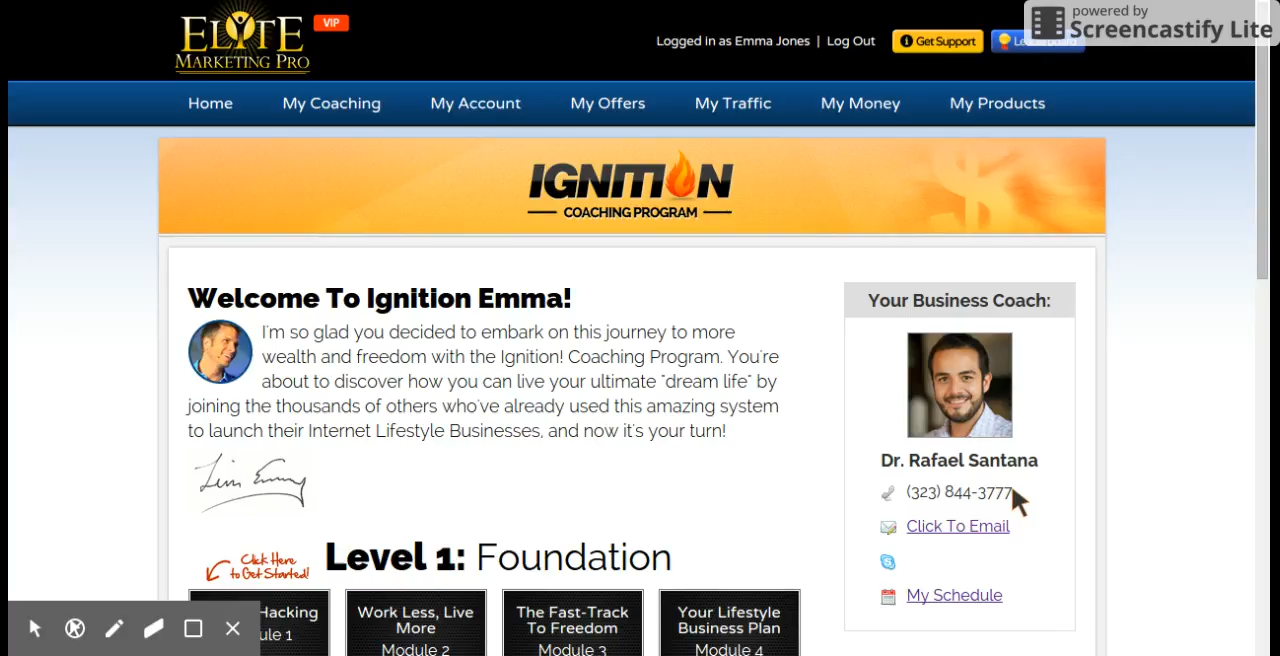 ELYTE
MARKETING PRO
VIP
powered by
Screencastify Lite
Logged in as Emma Jones | Log Out
Get Support
Home My Coaching My Account My Offers My Traffic My Money My Products
IGNITION
COACHING PROGRAM
Welcome To Ignition Emma!
I'm so glad you decided to embark on this journey to more
wealth and freedom with the Ignition! Coaching Program. You're
about to discover how you can live your ultimate "dream life" by
joining the thousands of others who've already used this amazing system
to launch their Internet Lifestyle Businesses, and now it's your turn!
Click Here
to Get Started!
Level 1: Foundation
Hacking
ule 1
Work Less, Live
More
Module 2
The Fast-Track
To Freedom
Module 3
Your Lifestyle
Business Plan
Module 4
Your Business Coach:
Dr. Rafael Santana
(323) 844-3777
Click To Email
My Schedule